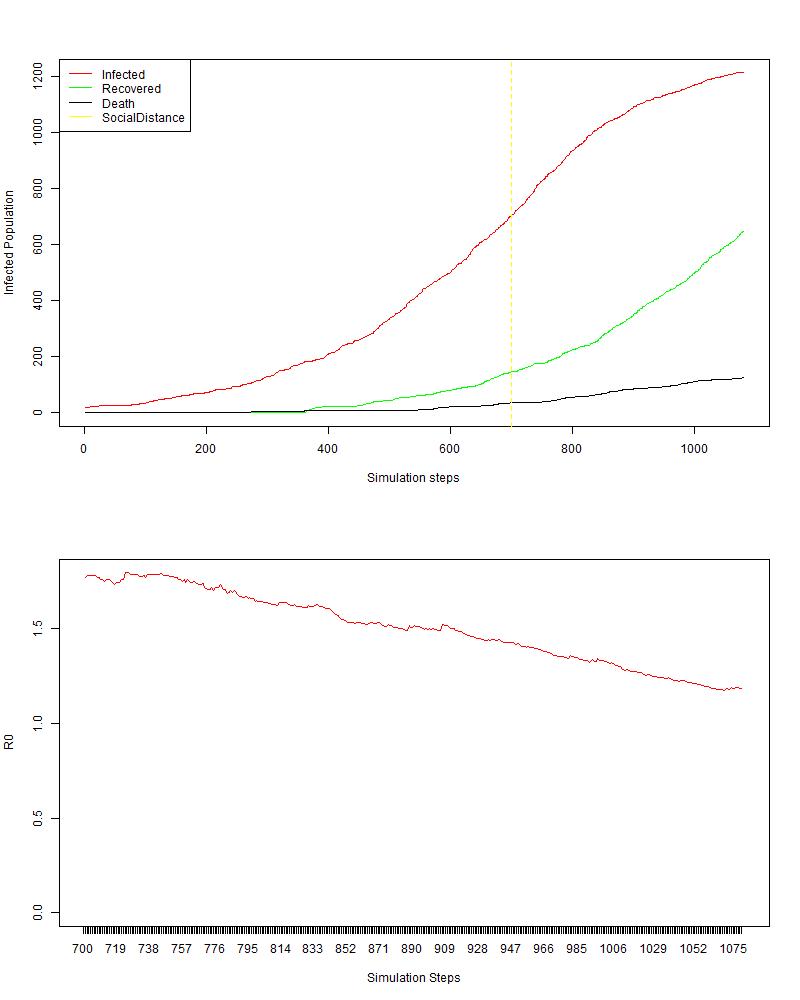 1200
1000
800
600
400
200
0
Infected Population
Infected
Recovered
Death
SocialDistance
0 200 400 600 800 1000
Simulation steps
1.5
1.0
0.5
0.0
R0
700 719 738 757 776 795 814 833 852 871 890 909 928 947 966 985 1006 1029 1052 1075
Simulation Steps